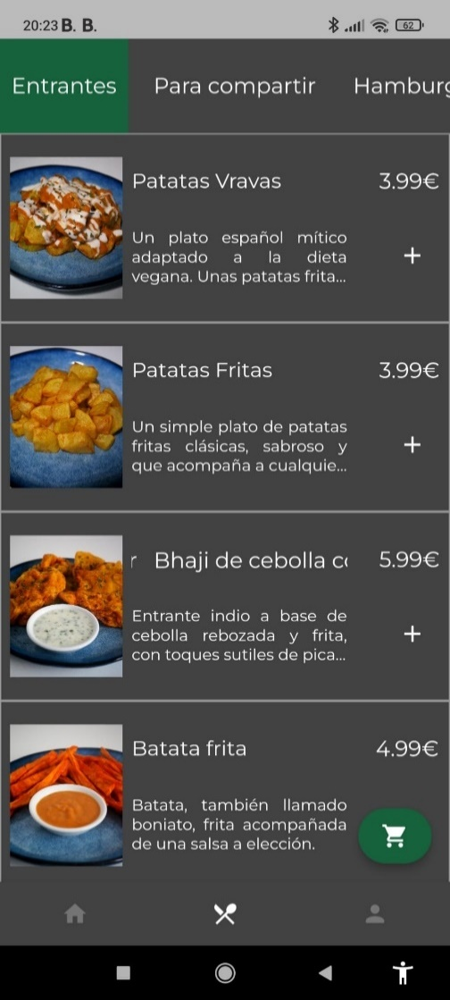 20:23 B. B.
62
Entrantes Para compartir Hamburg
Patatas Vravas 3.99€
Un plato español mítico
adaptado a la dieta
vegana. Unas patatas frita...
+
Patatas Fritas 3.99€
Un simple plato de patatas
fritas clásicas, sabroso y
que acompaña a cualquie...
+
r Bhaji de cebolla co 5.99€
Entrante indio a base de
cebolla rebozada y frita,
con toques sutiles de pica...
+
Batata frita 4.99€
Batata, también llamado
boniato, frita acompañada
de una salsa a elección.